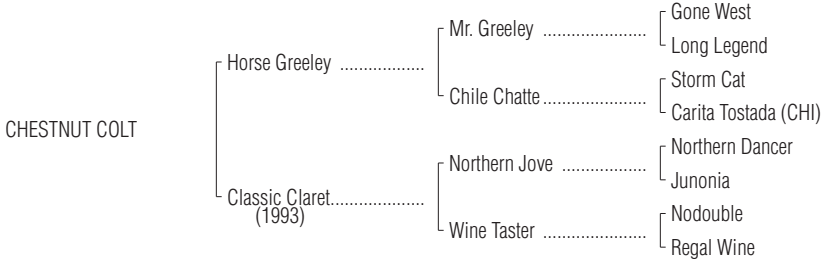 Gone West
Mr. Greeley ......................
Long Legend
Horse Greeley ..................
Storm Cat
Chile Chatte ......................
Carita Tostada (CHI)
CHESTNUT COLT
Northern Dancer
Northern Jove ..................
Junonia
Classic Claret ....................
(1993)
Nodouble
Wine Taster ......................
Regal Wine